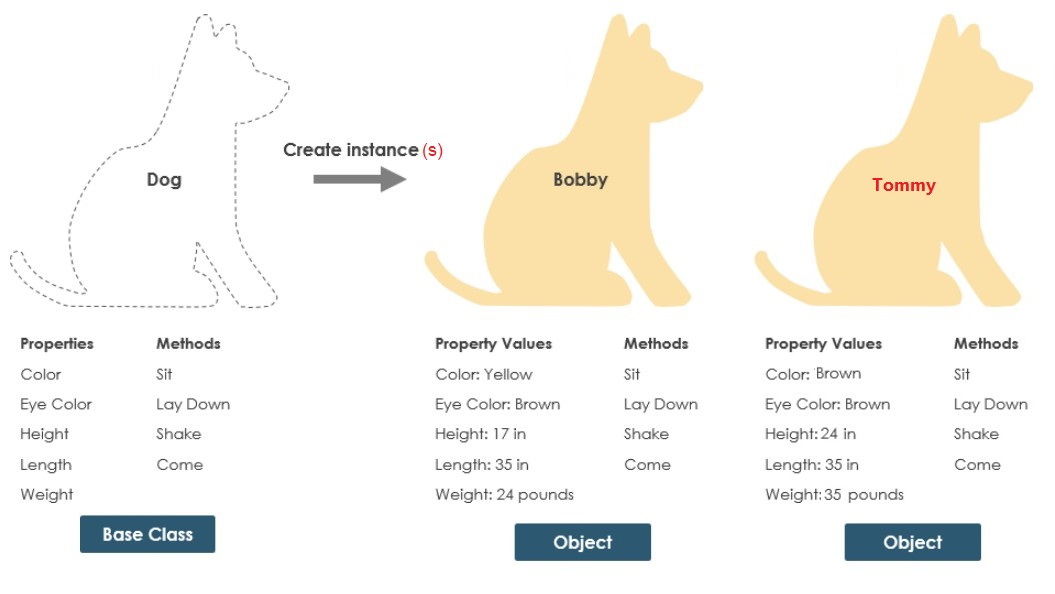 Create instance (s)
Dog
Bobby
Tommy
Properties Methods
Color Sit
Eye Color Lay Down
Height Shake
Length Come
Weight
Base Class
Property Values Methods
Color: Yellow Sit
Eye Color: Brown Lay Down
Height: 17 in Shake
Length: 35 in Come
Weight: 24 pounds
Object
Property Values Methods
Color: Brown Sit
Eye Color: Brown Lay Down
Height: 24 in Shake
Length: 35 in Come
Weight: 35 pounds
Object